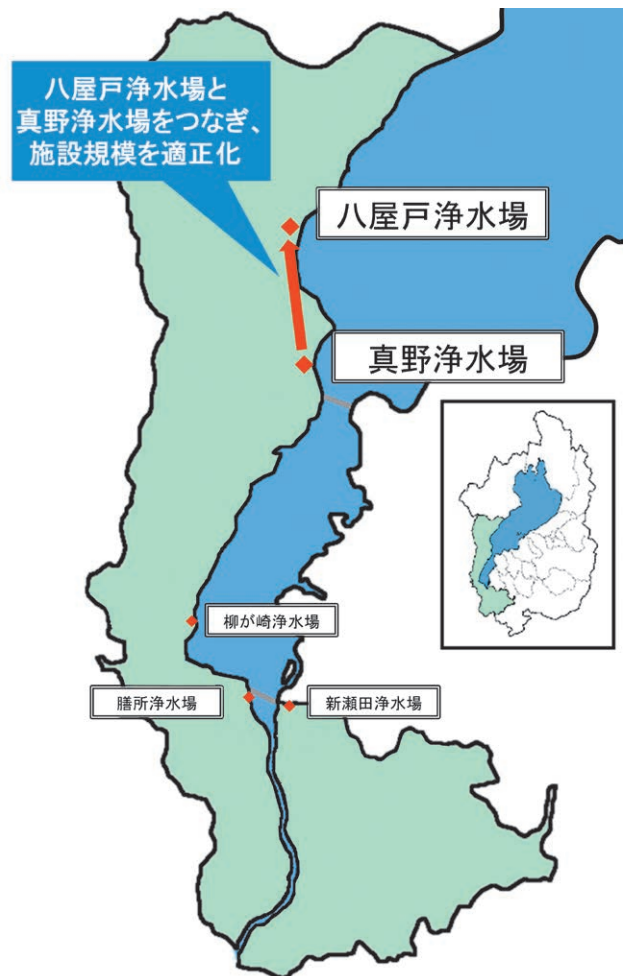 八屋戸浄水場と
真野浄水場をつなぎ、
施設規模を適正化
八屋戸浄水場
真野浄水場
柳が崎浄水場
膳所浄水場
新瀬田浄水場